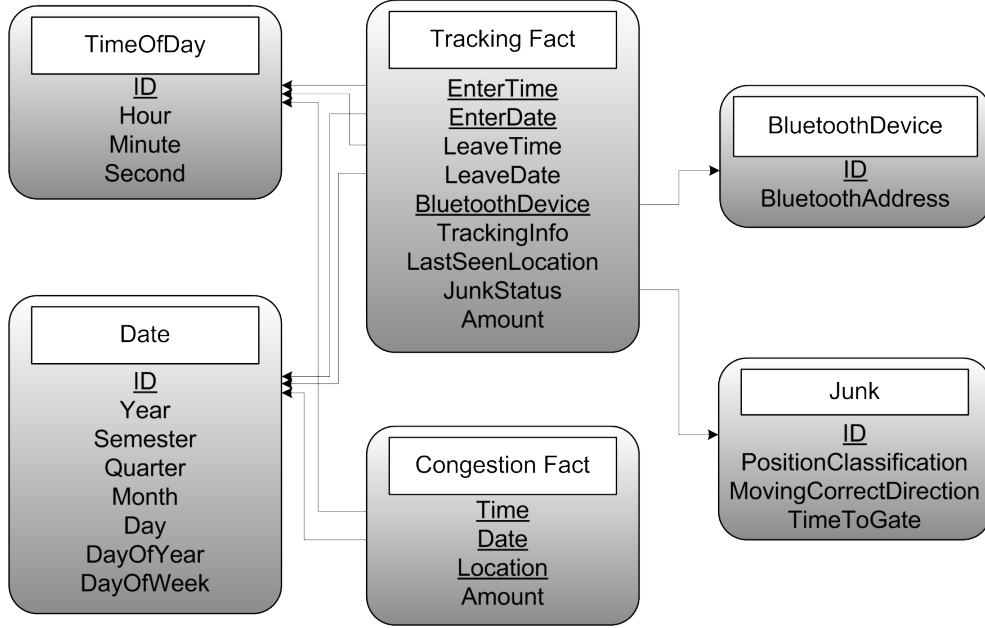 TimeOfDay
ID
Hour
Minute
Second
Tracking Fact
EnterTime
EnterDate
LeaveTime
LeaveDate
BluetoothDevice
TrackingInfo
LastSeenLocation
JunkStatus
Amount
BluetoothDevice
ID
BluetoothAddress
Date
ID
Year
Semester
Quarter
Month
Day
DayOfYear
DayOfWeek
Congestion Fact
Time
Date
Location
Amount
Junk
ID
PositionClassification
MovingCorrectDirection
TimeToGate